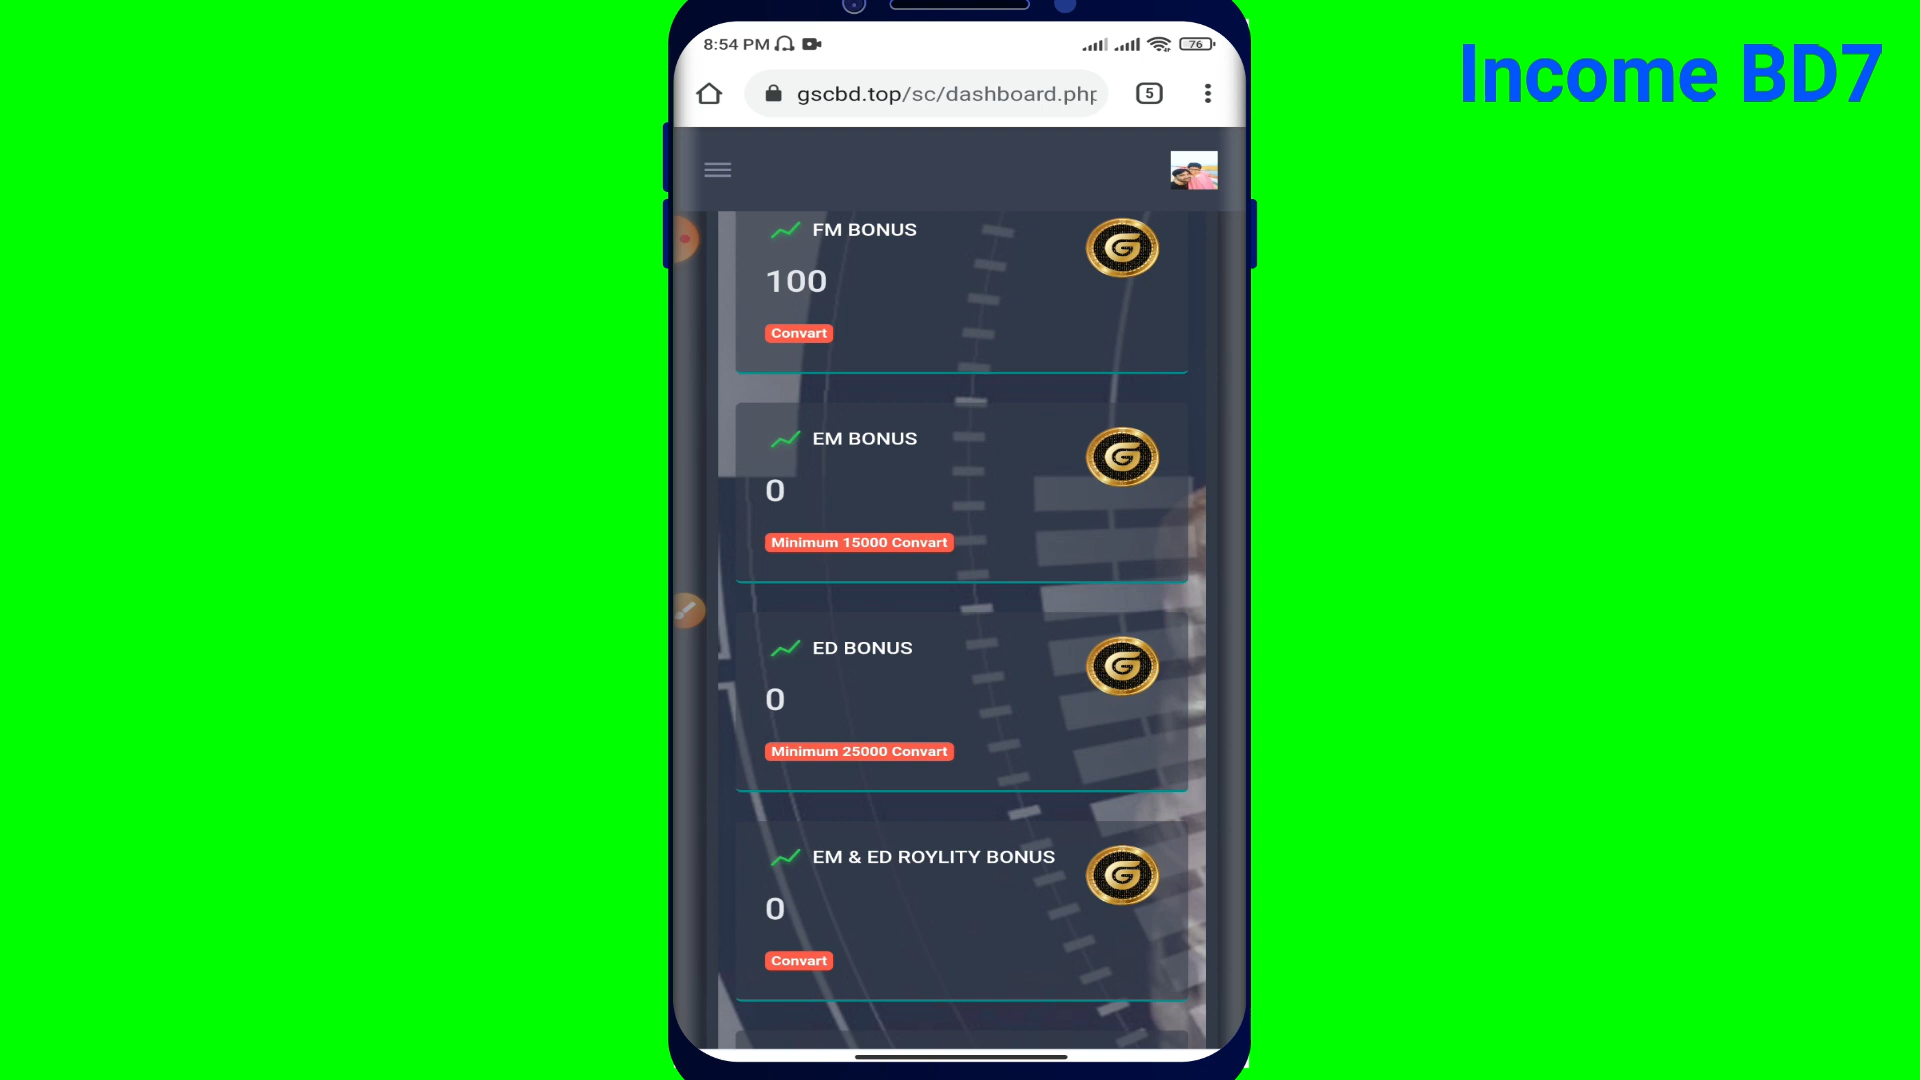 8:54 PM
76
Income BD7
gscbd.top/sc/dashboard.php
5
FM BONUS
100
Convart
EM BONUS
0
Minimum 15000 Convart
ED BONUS
0
Minimum 25000 Convart
EM & ED ROYLITY BONUS
0
Convart